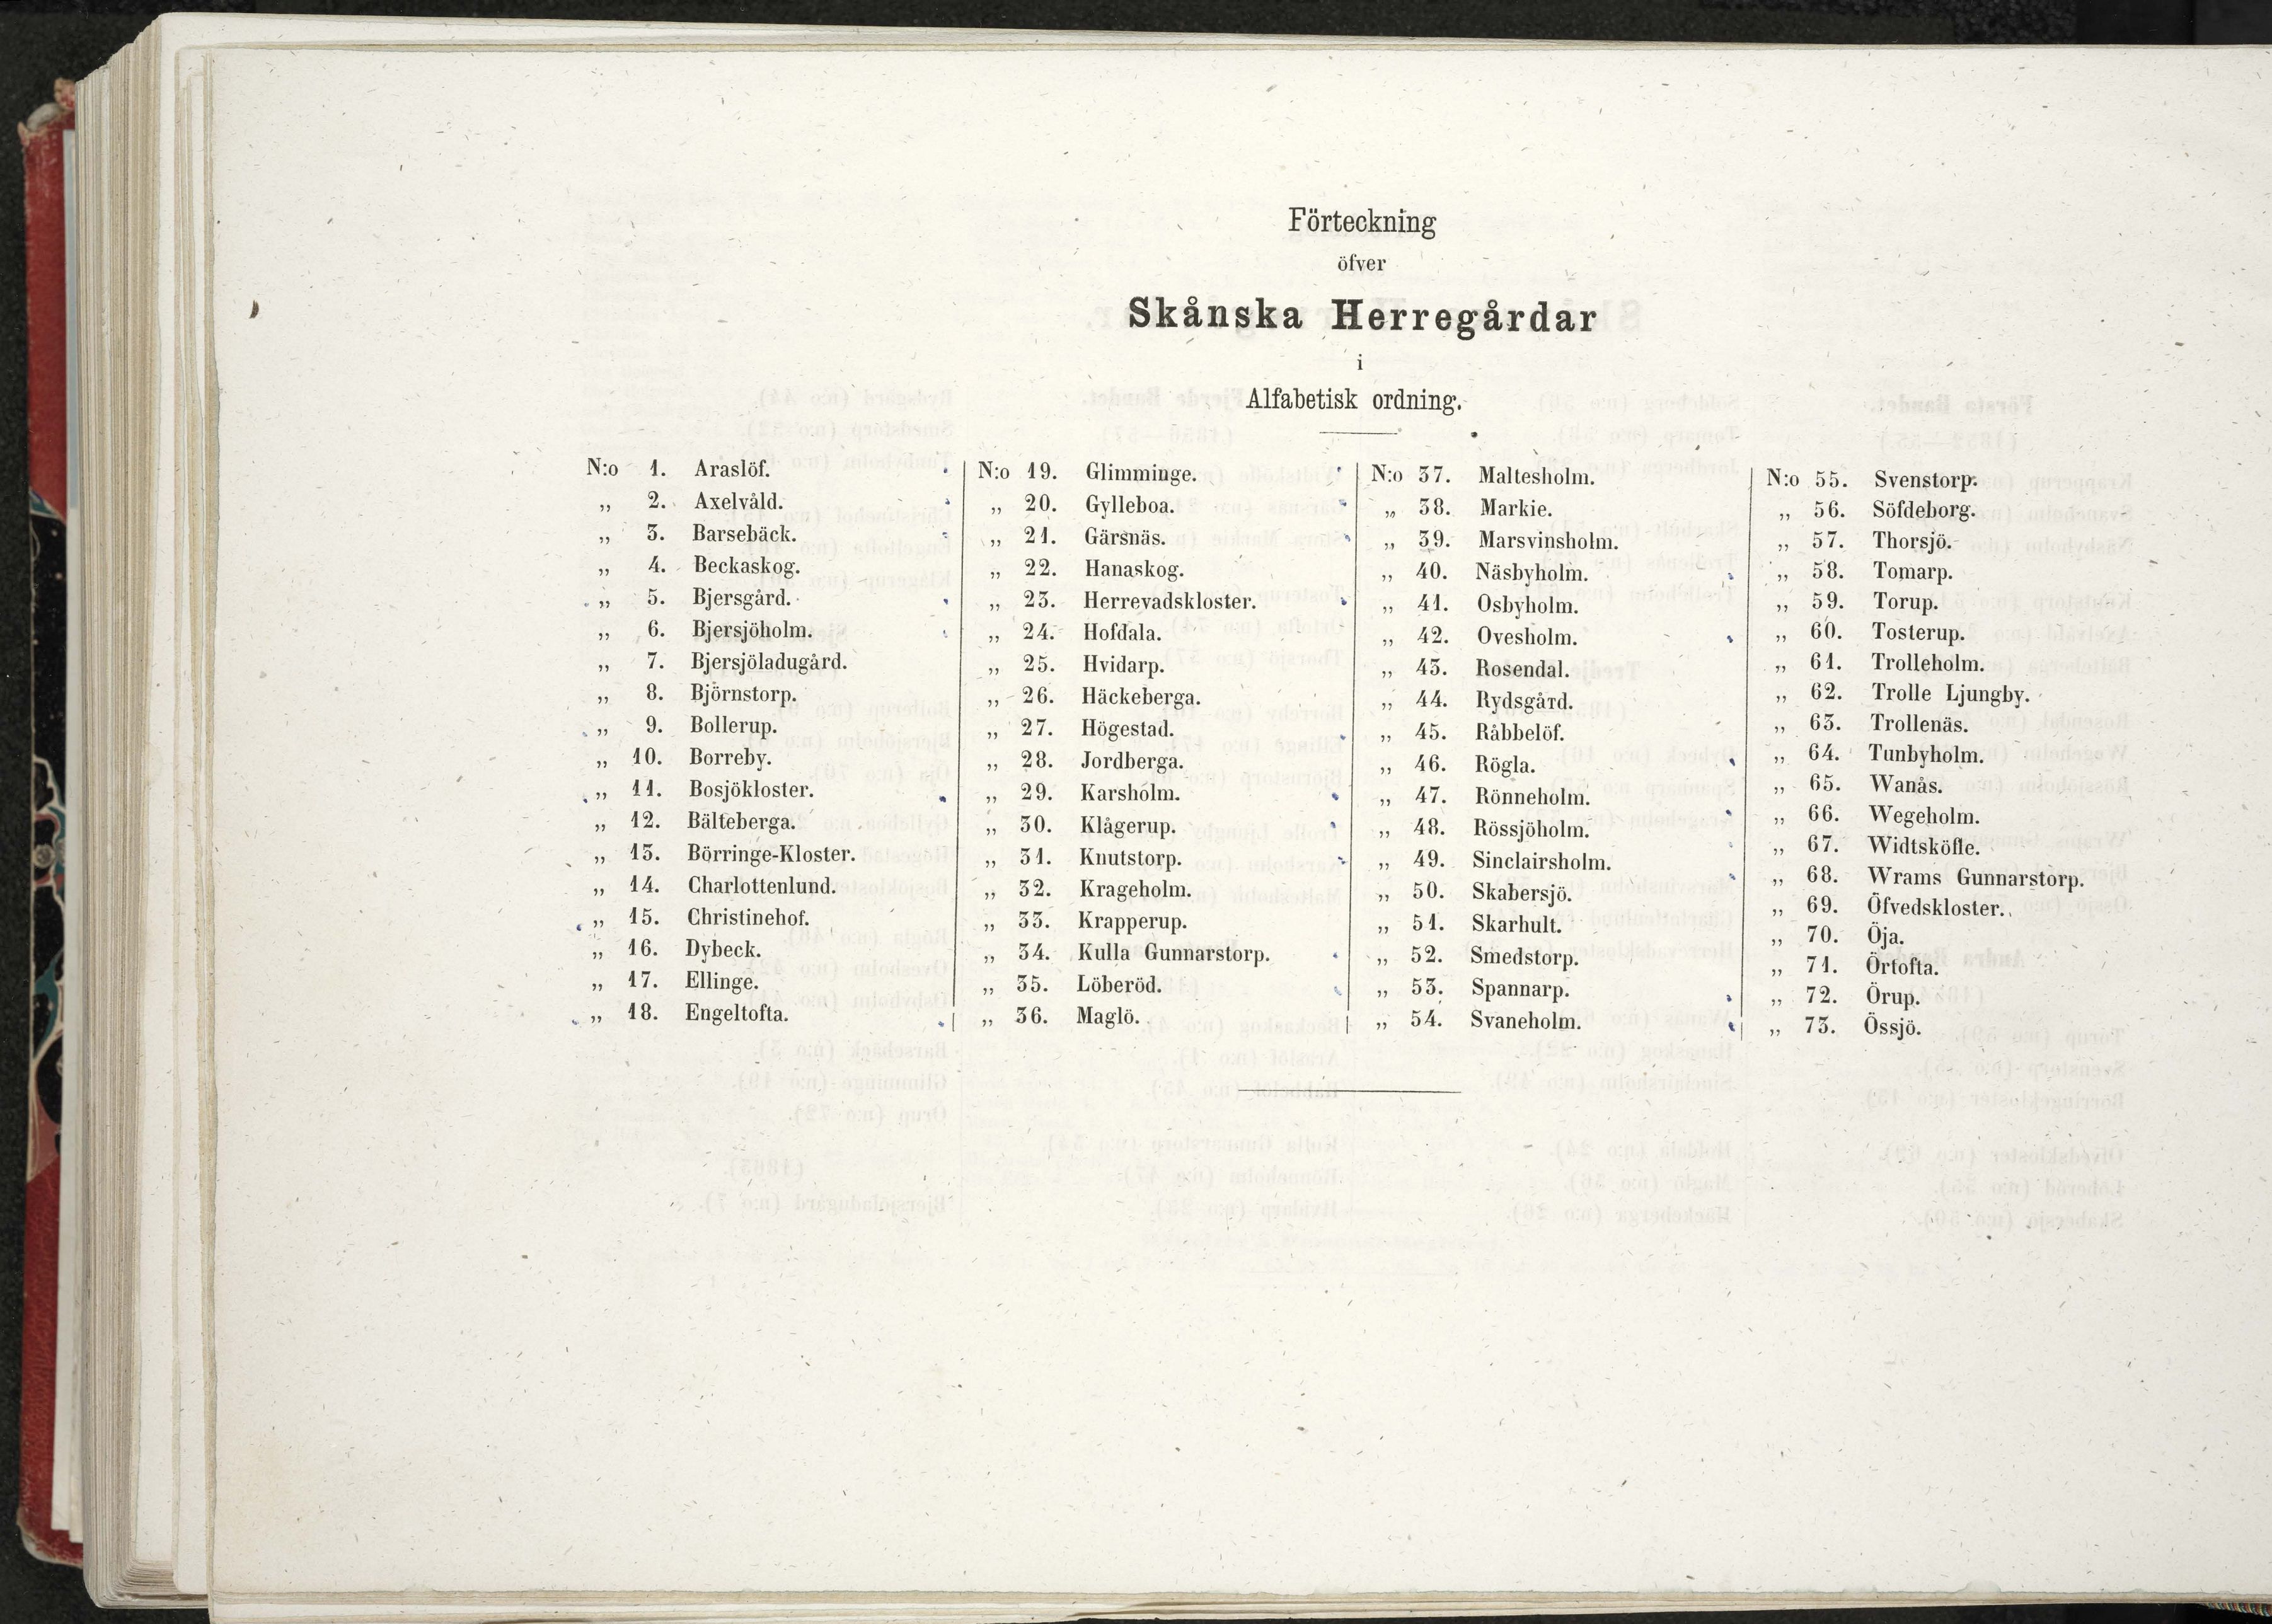 Förteckning
öfver
Skånska Herregårdar
i
Alfabetisk ordning.
N:o 1. Araslöf.
„ 2. Axelvåld.
„ 3. Barsebäck.
„ 4. Beckaskog.
„ 5. Bjersgård.
„ 6. Bjersjöholm.
„ 7. Bjersjöladugård.
„ 8. Björnstorp.
„ 9. Bollerup.
„ 10. Borreby.
„ 11. Bosjökloster.
„ 12. Bälteberga.
„ 13. Börringe-Kloster.
„ 14. Charlottenlund.
„ 15. Christinehof.
„ 16. Dybeck.
„ 17. Ellinge.
„ 18. Engeltofta.
N:o 19. Glimminge.
„ 20. Gylleboa.
„ 21. Gärsnäs.
„ 22. Hanaskog.
„ 23. Herrevadskloster.
„ 24. Hofdala.
„ 25. Hvidarp.
„ 26. Häckeberga.
„ 27. Högestad.
„ 28. Jordberga.
„ 29. Karsholm.
„ 30. Klågerup.
„ 31. Knutstorp.
„ 32. Krageholm.
„ 33. Krapperup.
„ 34. Kulla Gunnarstorp.
„ 35. Löberöd.
„ 36. Maglö.
N:o 37. Maltesholm.
„ 38. Markie.
„ 39. Marsvinsholm.
„ 40. Näsbyholm.
„ 41. Osbyholm.
„ 42. Ovesholm.
„ 43. Rosendal.
„ 44. Rydsgård.
„ 45. Råbbelöf.
„ 46. Rögla.
„ 47. Rönneholm.
„ 48. Rössjöholm.
„ 49. Sinclairsholm.
„ 50. Skabersjö.
„ 51. Skarhult.
„ 52. Smedstorp.
„ 53. Spannarp.
„ 54. Svaneholm.
N:o 55. Svenstorp.
„ 56. Söfdeborg.
„ 57. Thorsjö.
„ 58. Tomarp.
„ 59. Torup.
„ 60. Tosterup.
„ 61. Trolleholm.
„ 62. Trolle Ljungby.
„ 63. Trollenäs.
„ 64. Tunbyholm.
„ 65. Wanås.
„ 66. Wegeholm.
„ 67. Widtsköfle.
„ 68. Wrams Gunnarstorp.
„ 69. Öfvedskloster.
„ 70. Öja.
„ 71. Örtofta.
„ 72. Örup.
„ 73. Össjö.